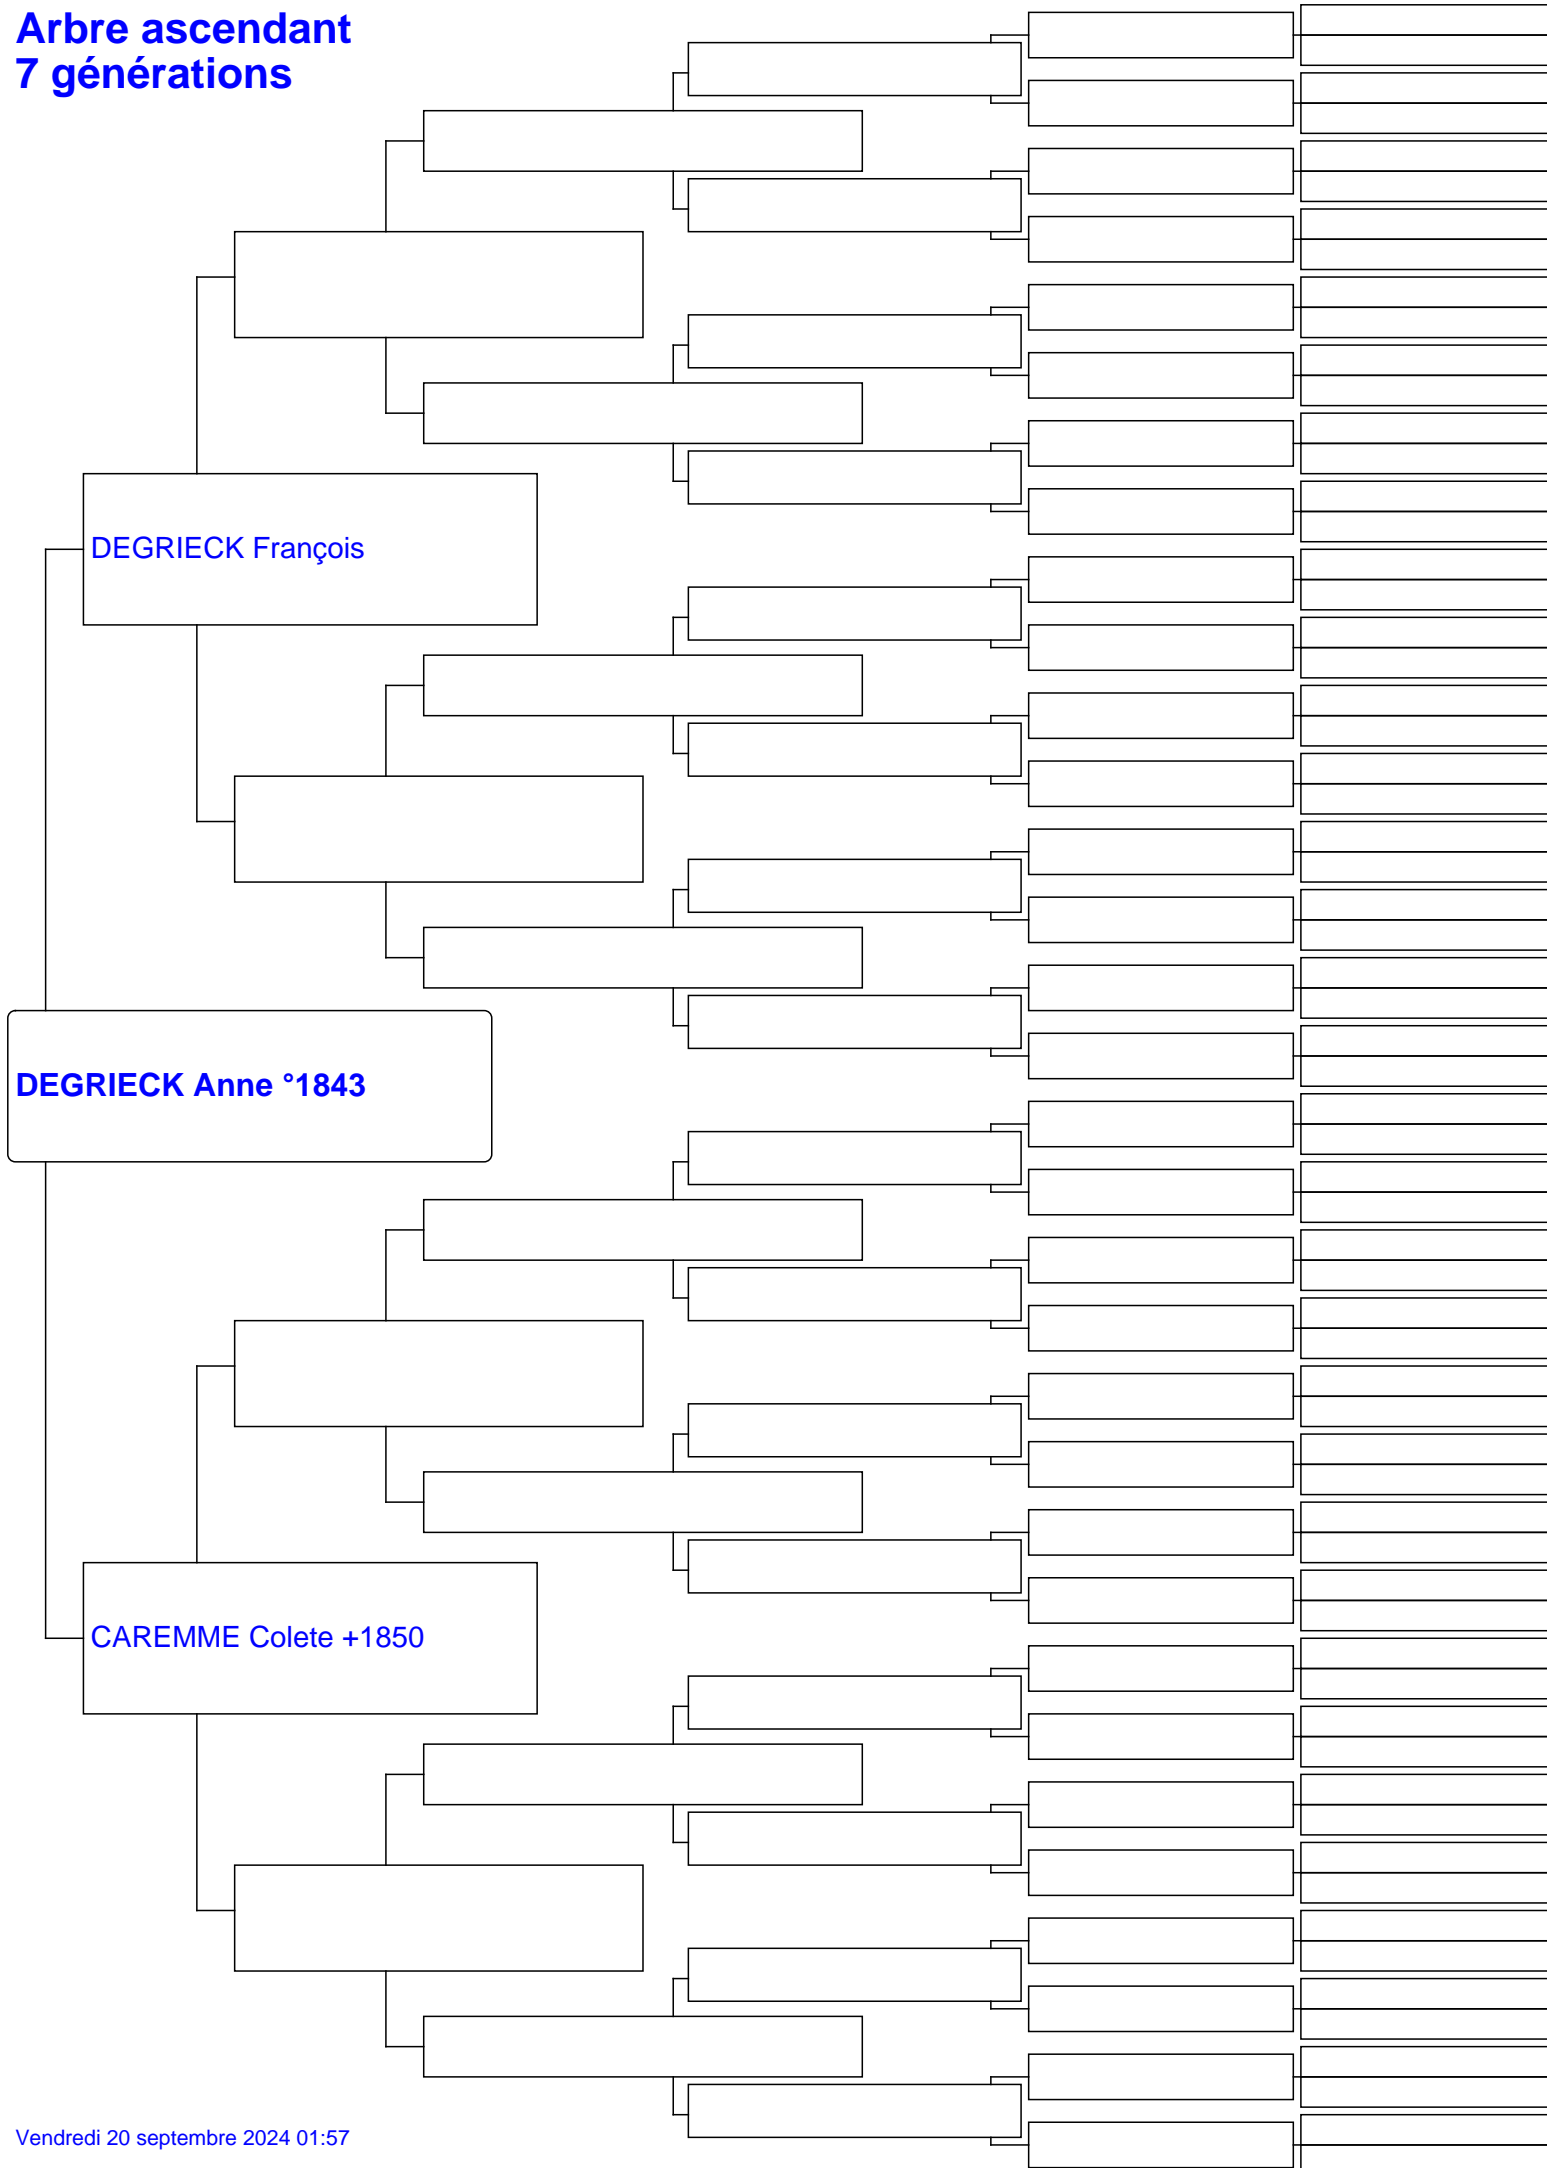 Arbre ascendant
7 générations
DEGRIECK François
DEGRIECK Anne °1843
CAREMME Colete +1850
Vendredi 20 septembre 2024 01:57